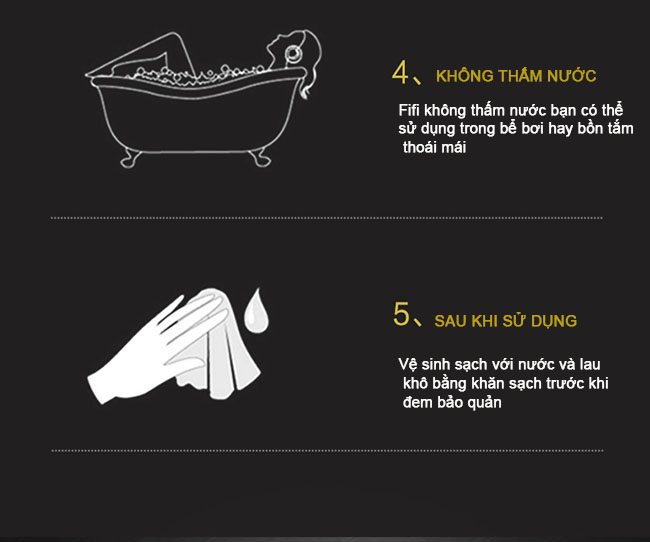 4、 KHÔNG THẤM NƯỚC
Fifi không thấm nước bạn có thể
sử dụng trong bể bơi hay bồn tắm
thoái mái
5、 SAU KHI SỬ DỤNG
Vệ sinh sạch với nước và lau
khô bằng khăn sạch trước khi
đem bảo quản